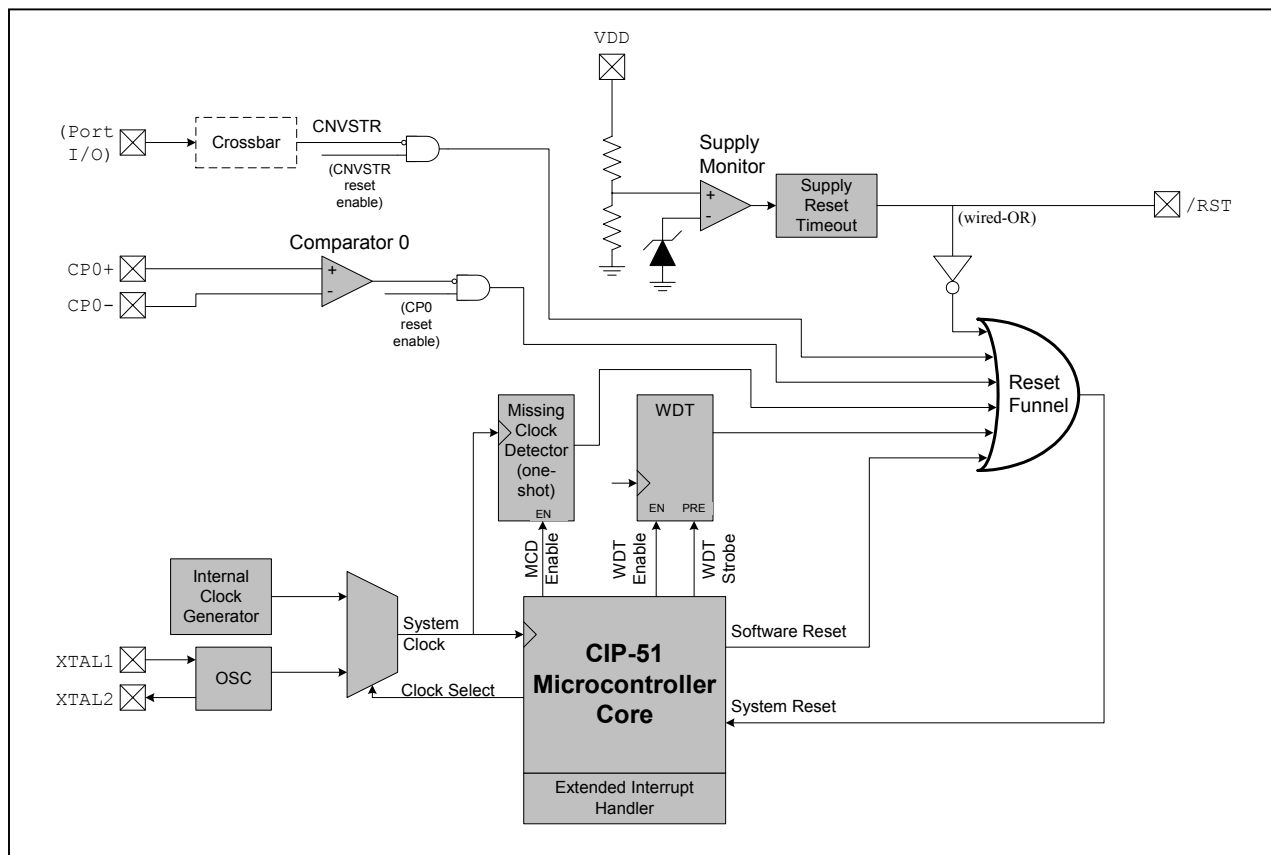 VDD
(Port
I/O)
Crossbar
CNVSTR
(CNVSTR
reset
enable)
Supply
Monitor
+
-
Supply
Reset
Timeout
(wired-OR)
/RST
Comparator 0
CP0+
CP0-
+
-
(CP0
reset
enable)
Reset
Funnel
Missing
Clock
Detector
(one-
shot)
EN
WDT
EN
PRE
MCD
Enable
WDT
Enable
WDT
Strobe
Internal
Clock
Generator
System
Clock
XTAL1
XTAL2
OSC
Clock Select
CIP-51
Microcontroller
Core
Software Reset
System Reset
Extended Interrupt
Handler